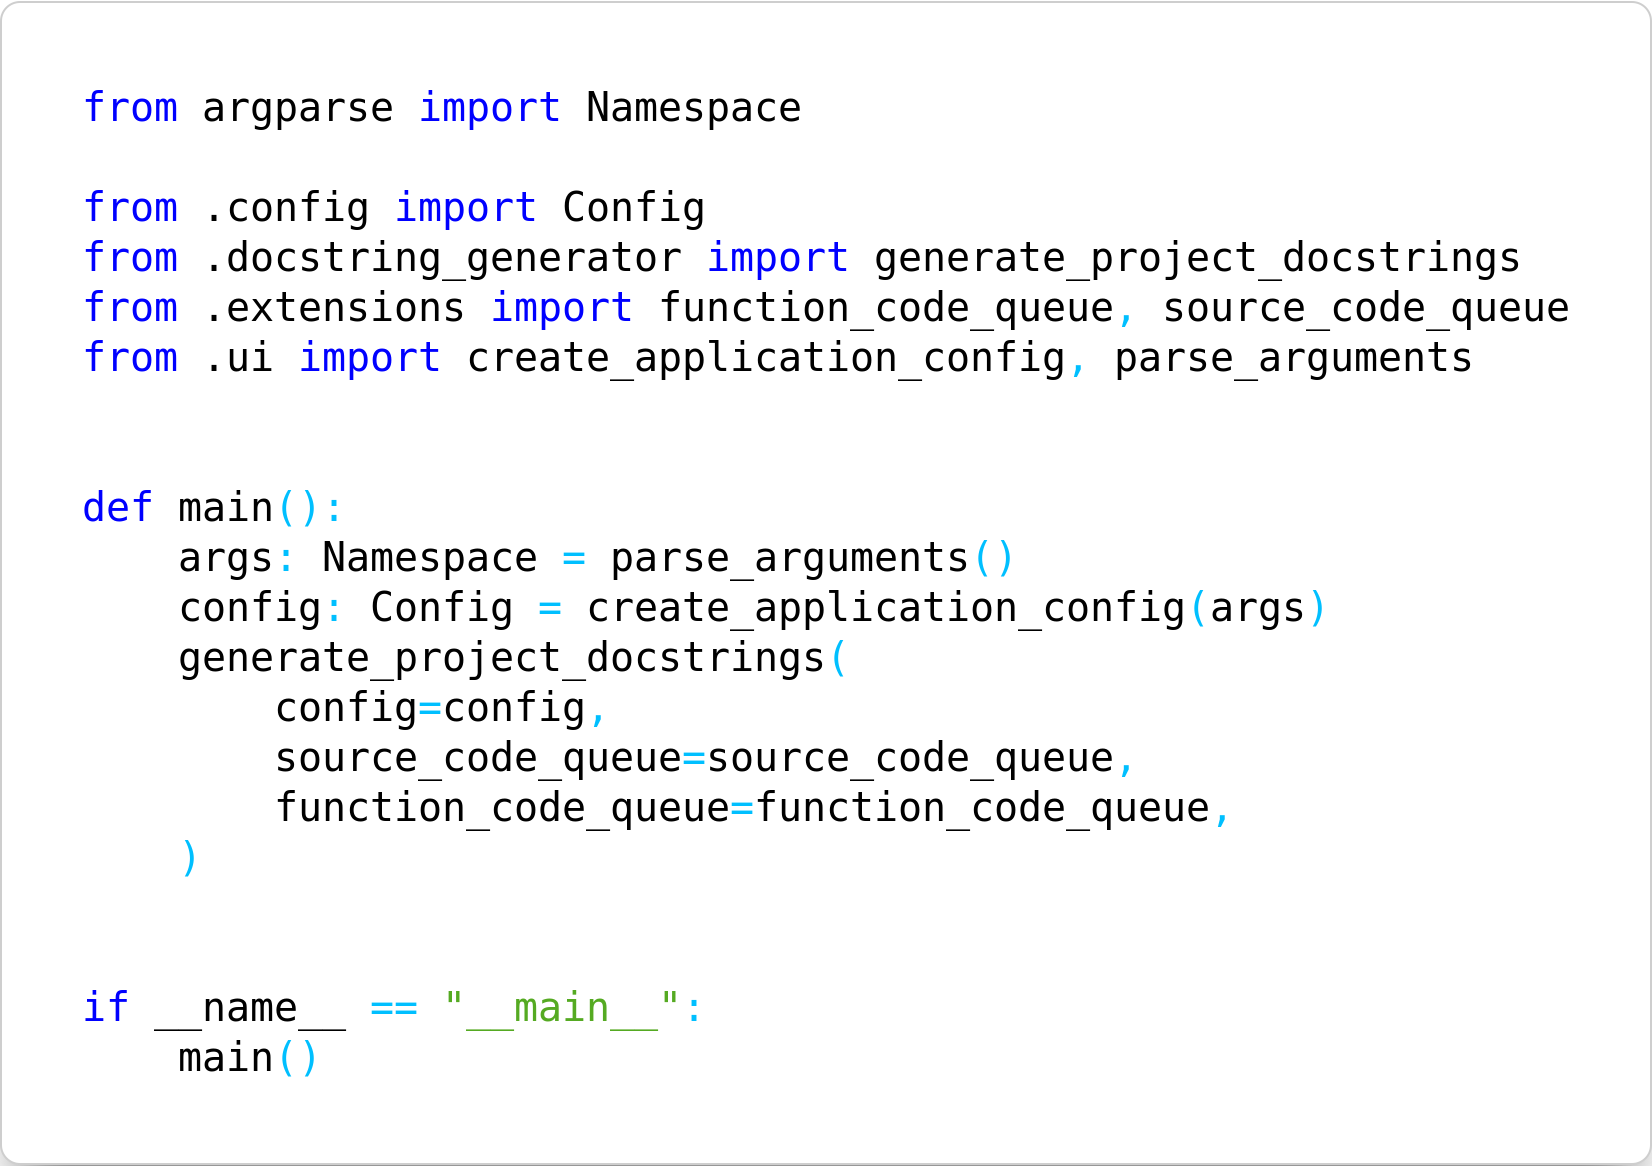 from argparse import Namespace

from .config import Config
from .docstring_generator import generate_project_docstrings
from .extensions import function_code_queue, source_code_queue
from .ui import create_application_config, parse_arguments


def main():
    args: Namespace = parse_arguments()
    config: Config = create_application_config(args)
    generate_project_docstrings(
        config=config,
        source_code_queue=source_code_queue,
        function_code_queue=function_code_queue,
    )


if __name__ == "__main__":
    main()